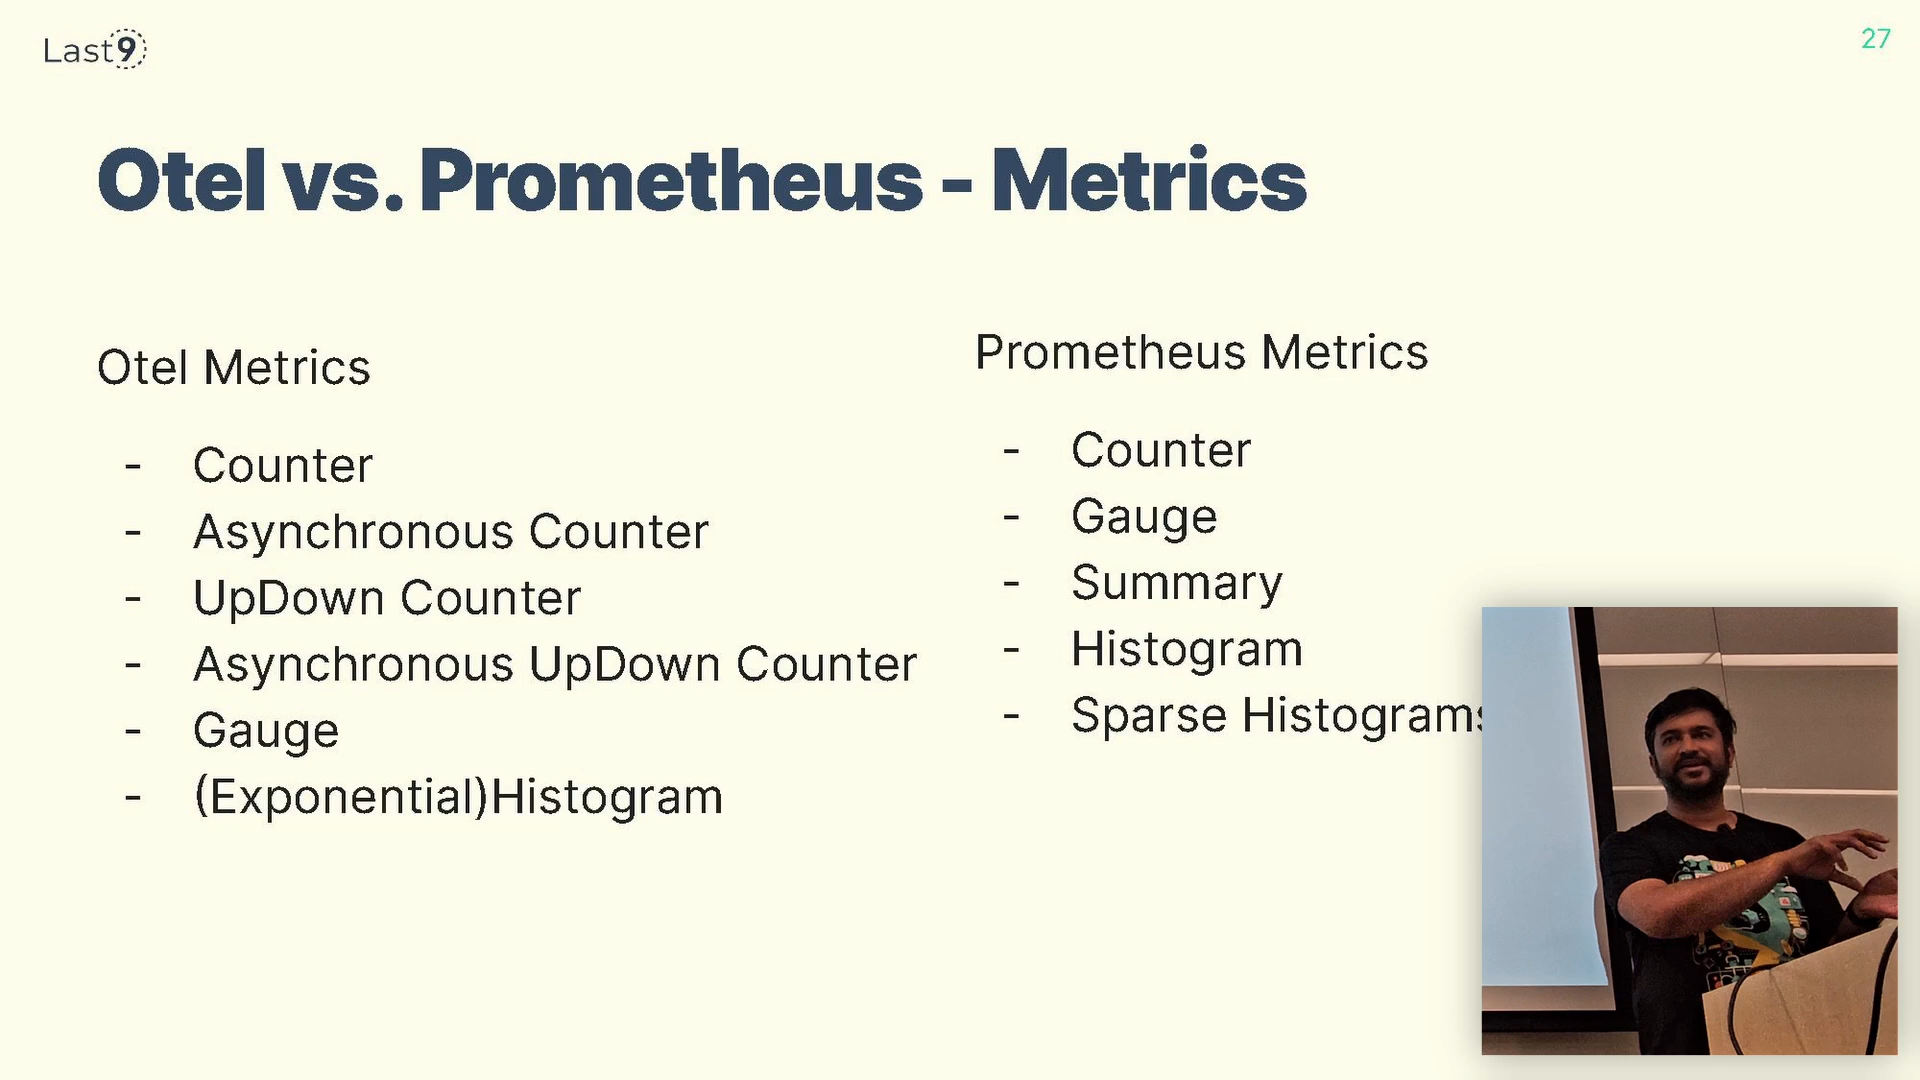 Last9
27
Otel vs. Prometheus - Metrics
Otel Metrics
- Counter
- Asynchronous Counter
- UpDown Counter
- Asynchronous UpDown Counter
- Gauge
- (Exponential)Histogram
Prometheus Metrics
- Counter
- Gauge
- Summary
- Histogram
- Sparse Histograms